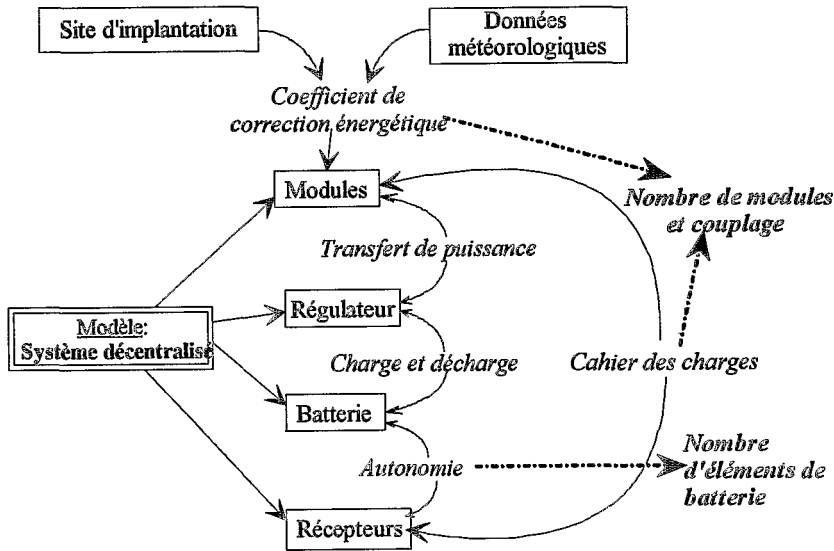 Site d'implantation
Données
météorologiques
Coefficient de
correction énergétique
Modules
Nombre de modules
et couplage
Transfert de puissance
Régulateur
Modèle:
Système décentralisé
Charge et décharge
Cahier des charges
Batterie
Autonomie
Nombre
d'éléments de
batterie
Récepteurs